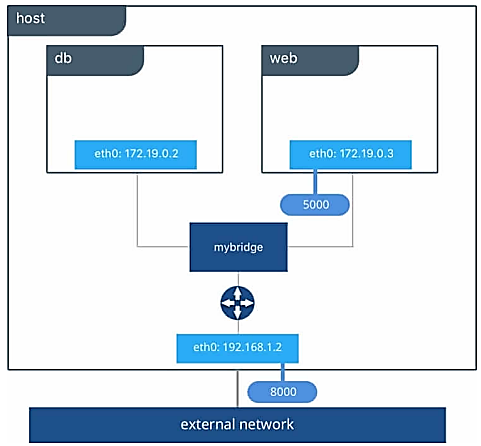 host
db
web
eth0: 172.19.0.2
eth0: 172.19.0.3
5000
mybridge
eth0: 192.168.1.2
8000
external network